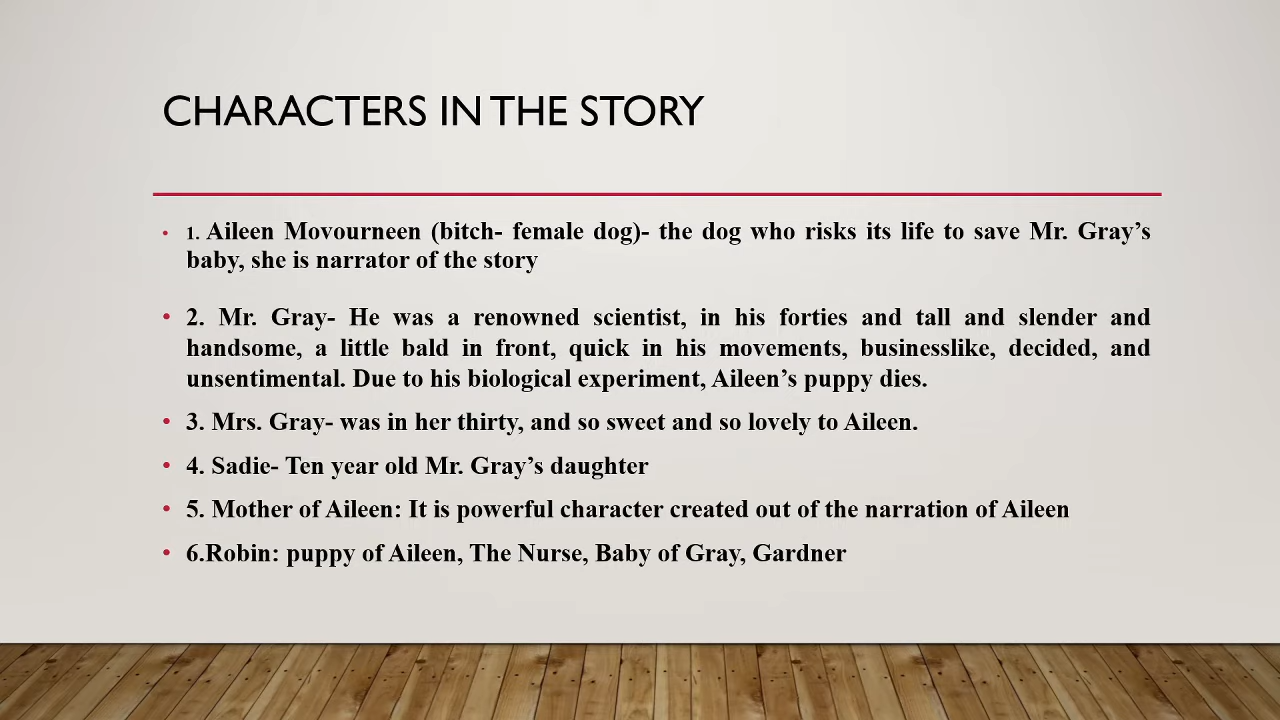 CHARACTERS IN THE STORY
• 1. Aileen Movourneen (bitch- female dog)- the dog who risks its life to save Mr. Gray’s
baby, she is narrator of the story
• 2. Mr. Gray- He was a renowned scientist, in his forties and tall and slender and
handsome, a little bald in front, quick in his movements, businesslike, decided, and
unsentimental. Due to his biological experiment, Aileen’s puppy dies.
• 3. Mrs. Gray- was in her thirty, and so sweet and so lovely to Aileen.
• 4. Sadie- Ten year old Mr. Gray’s daughter
• 5. Mother of Aileen: It is powerful character created out of the narration of Aileen
• 6.Robin: puppy of Aileen, The Nurse, Baby of Gray, Gardner